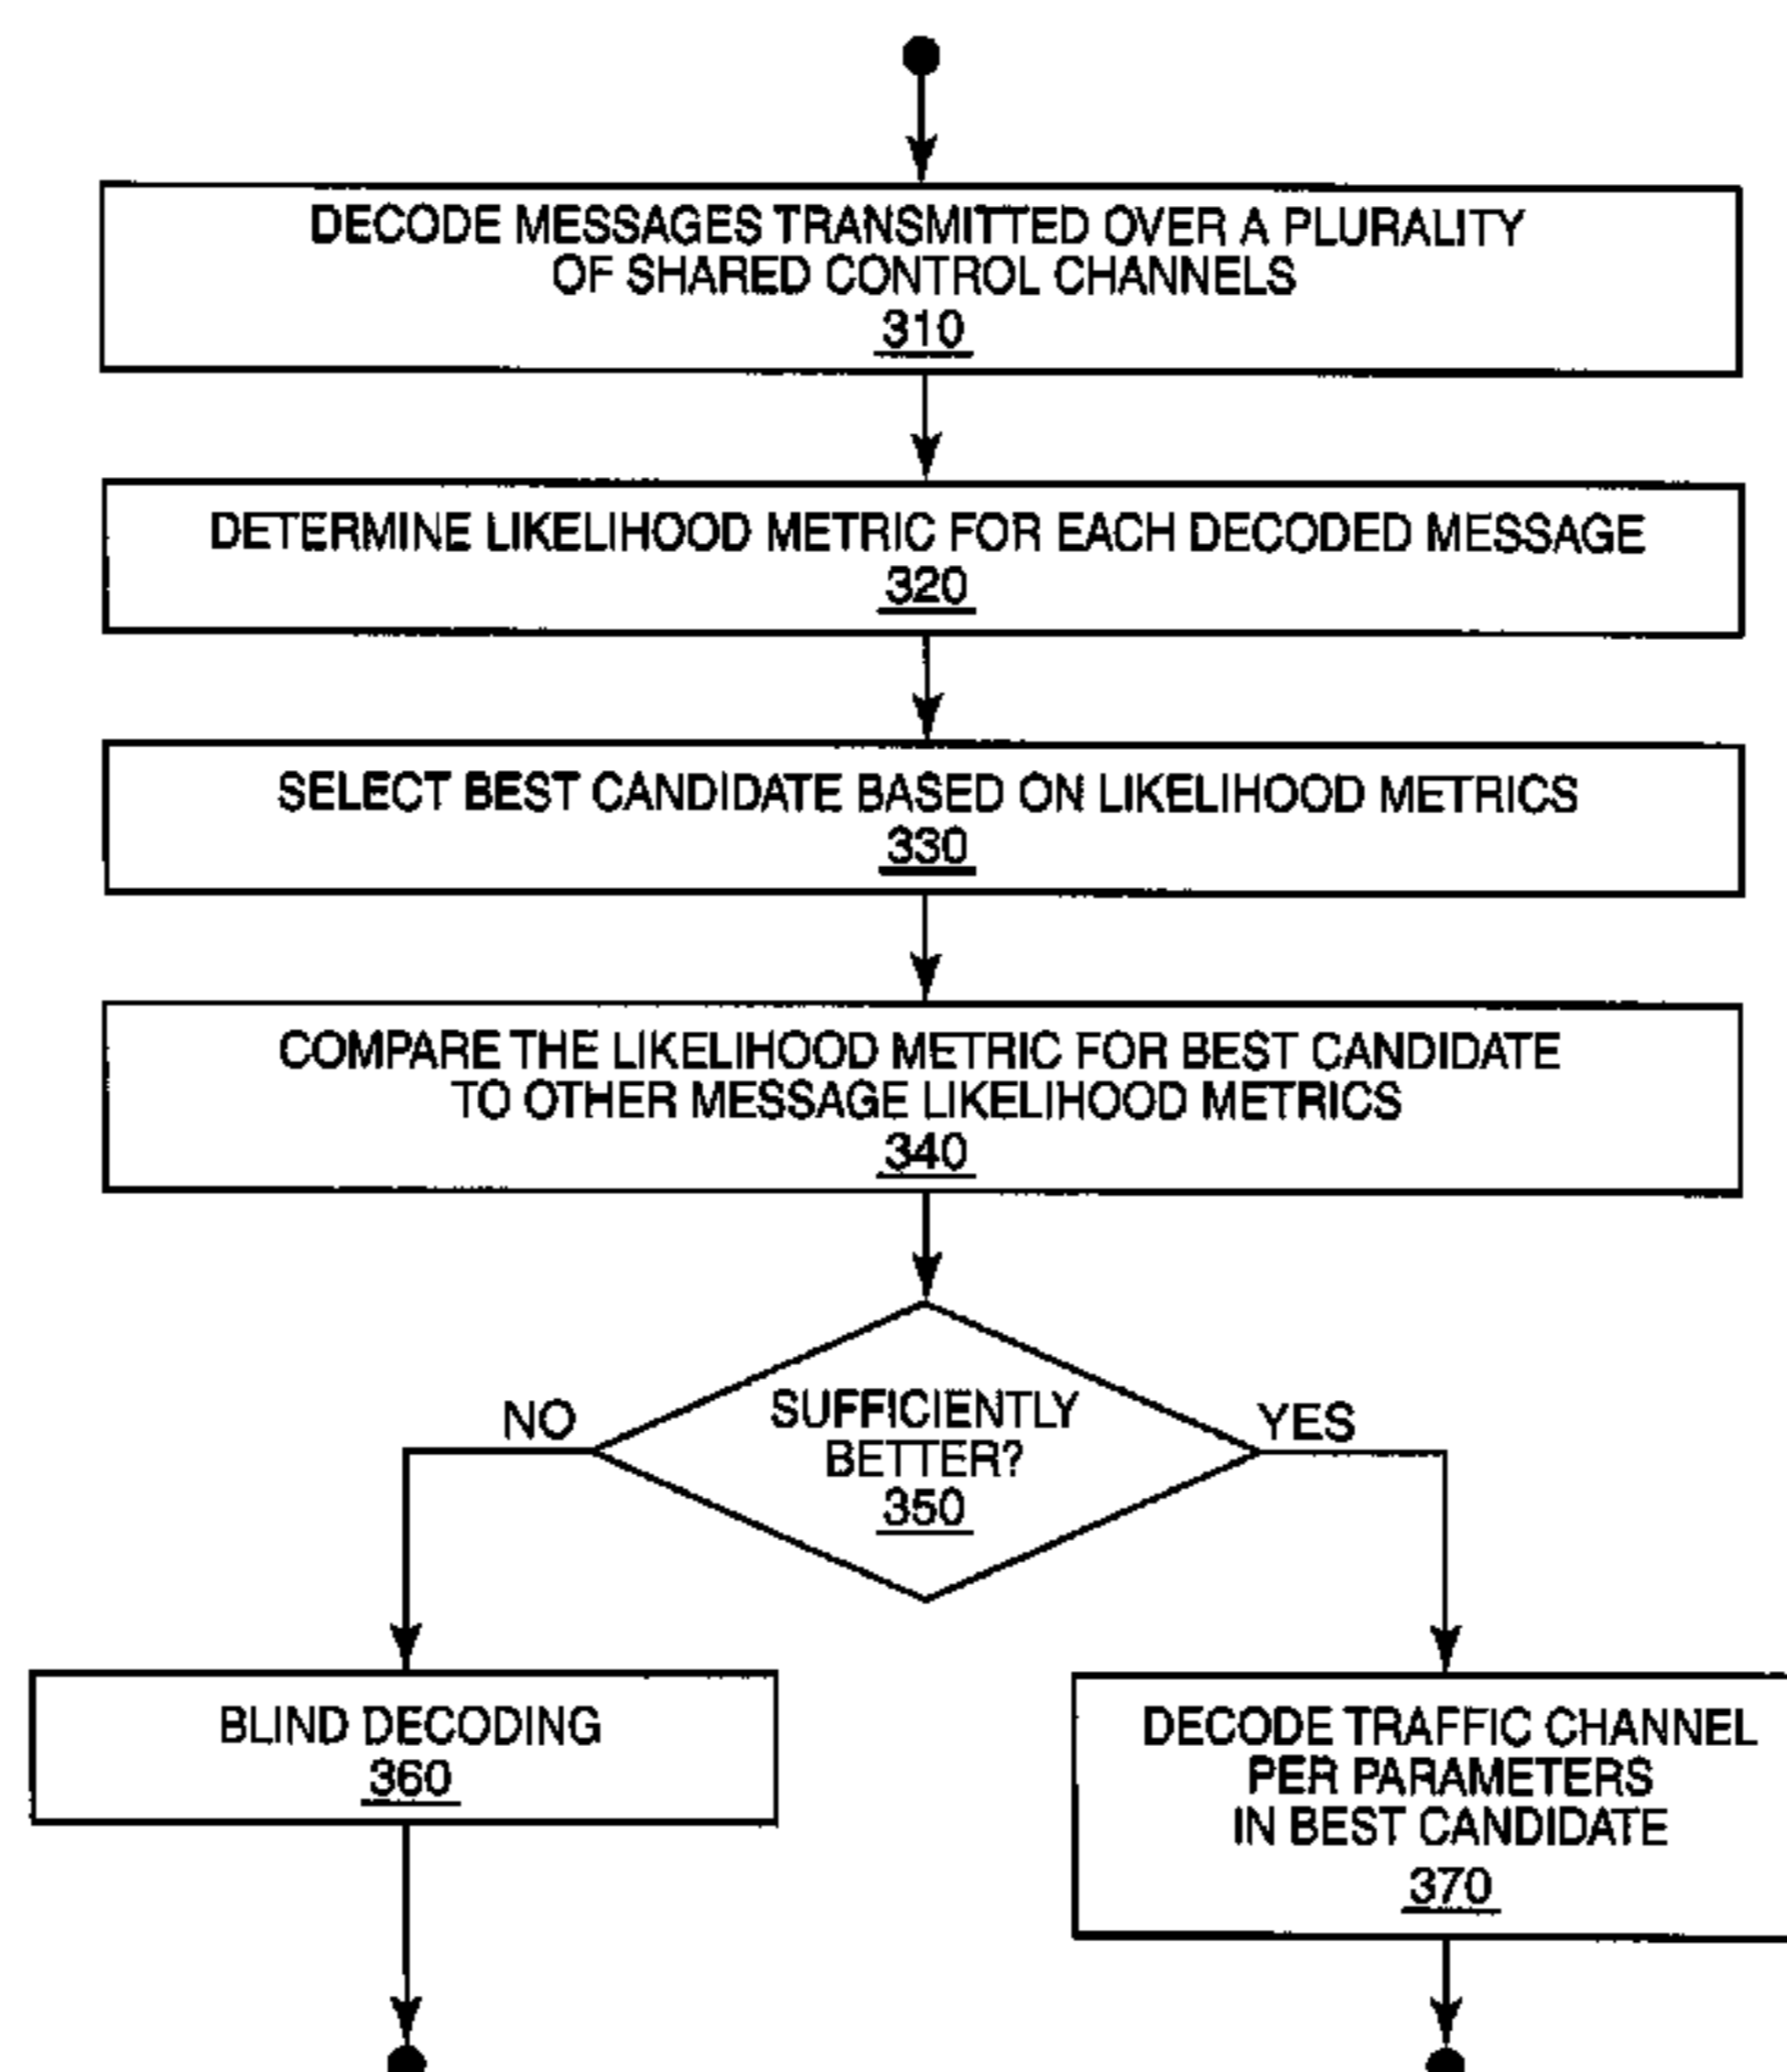 DECODE MESSAGES TRANSMITTED OVER A PLURALITY
OF SHARED CONTROL CHANNELS
310
DETERMINE LIKELIHOOD METRIC FOR EACH DECODED MESSAGE
320
SELECT BEST CANDIDATE BASED ON LIKELIHOOD METRICS
330
COMPARE THE LIKELIHOOD METRIC FOR BEST CANDIDATE
TO OTHER MESSAGE LIKELIHOOD METRICS
340
SUFFICIENTLY
BETTER?
350
NO
YES
BLIND DECODING
360
DECODE TRAFFIC CHANNEL
PER PARAMETERS
IN BEST CANDIDATE
370